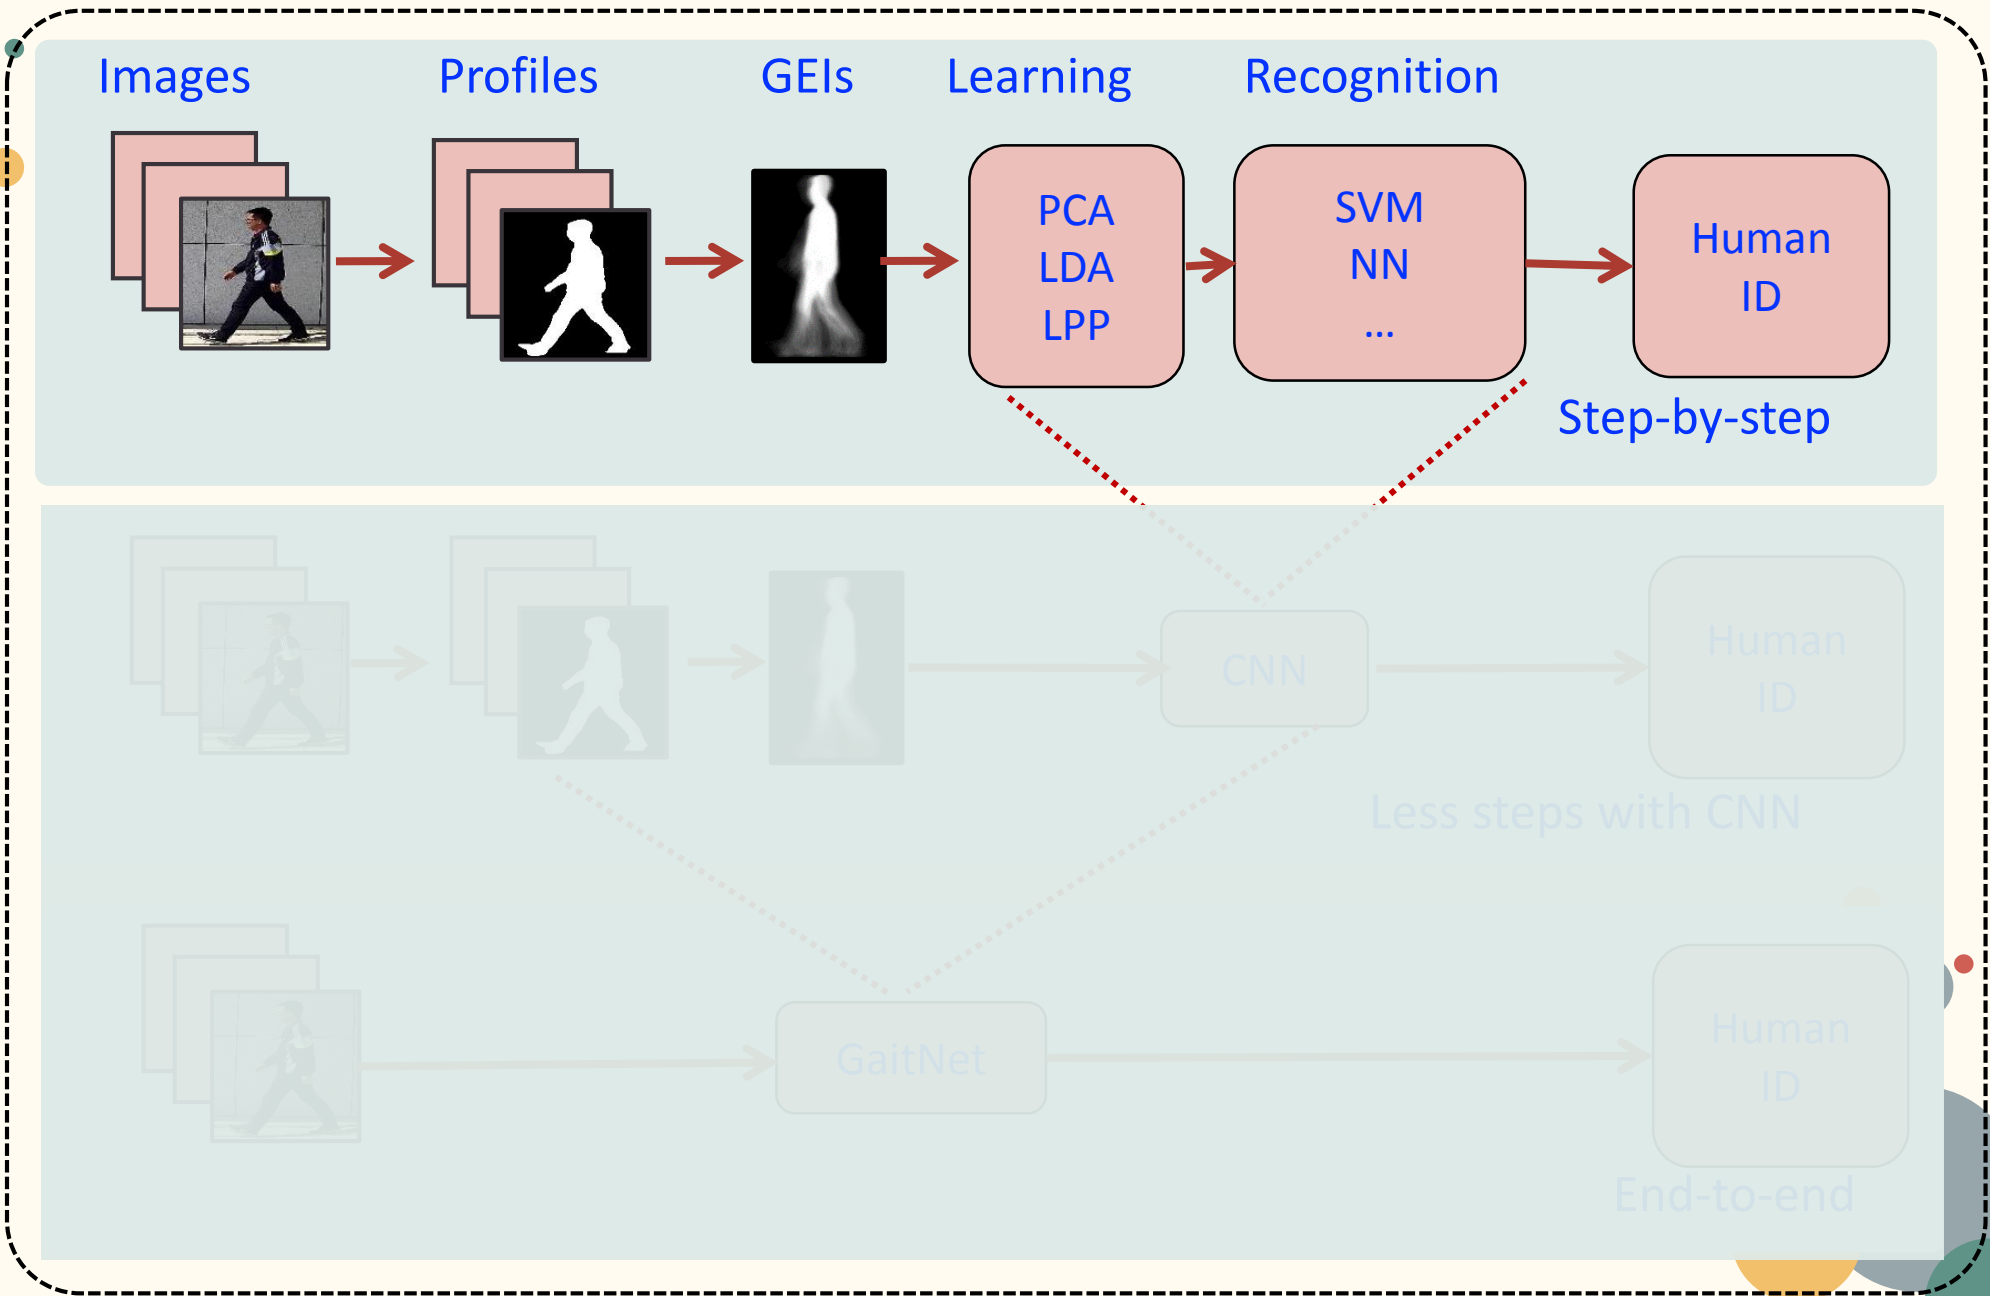 Images
Profiles
GEIs
Learning
Recognition
PCA
LDA
LPP
SVM
NN
...
Human
ID
Step-by-step
CNN
Human
ID
Less steps with CNN
GaitNet
Human
ID
End-to-end